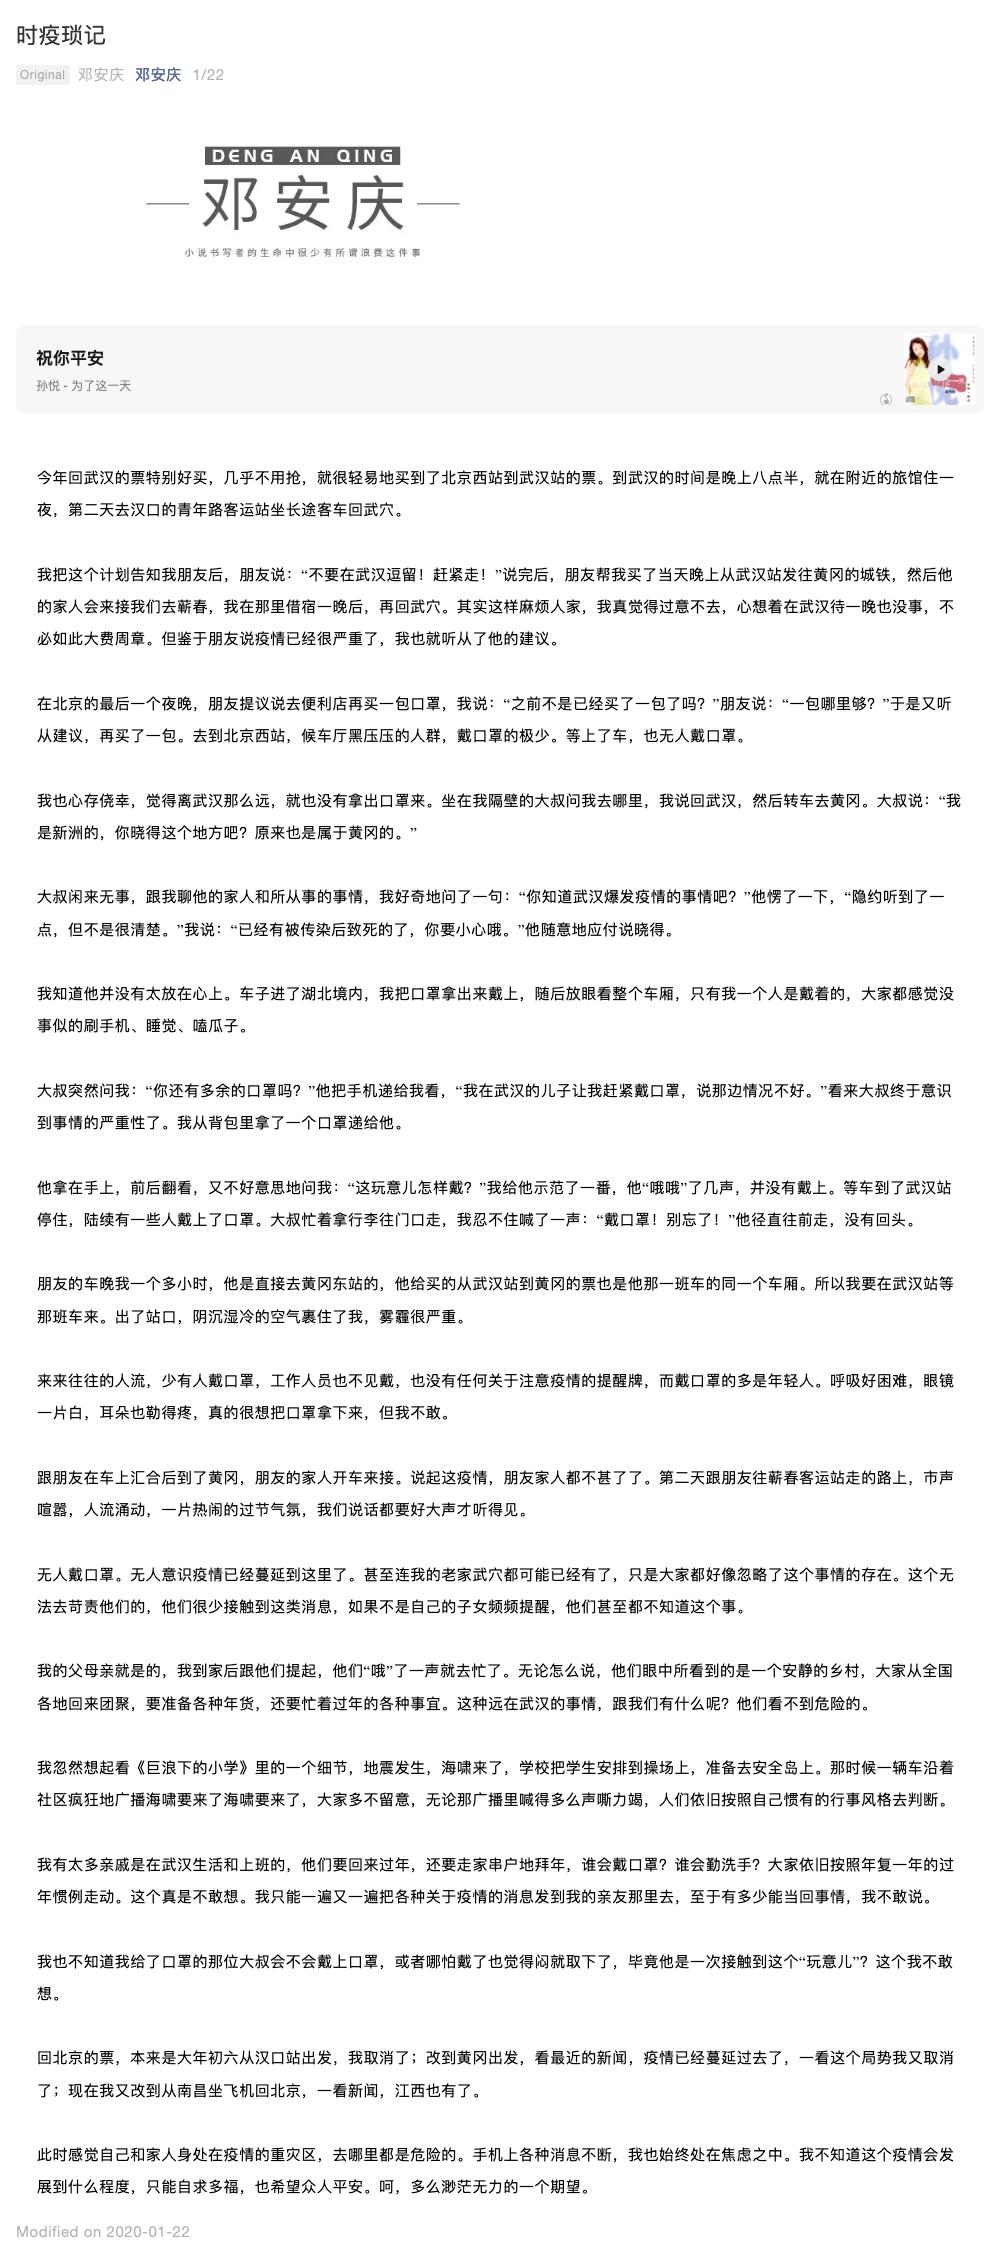 时疫琐记
Original 邓安庆 邓安庆 1/22
DENG AN QING
邓安庆
小说书写者的生命中很少有所谓浪费这件事
祝你平安
孙悦 - 为了这一天
今年回武汉的票特别好买，几乎不用抢，就很轻易地买到了北京西站到武汉站的票。到武汉的时间是晚上八点半，就在附近的旅馆住一
夜，第二天去汉口的青年路客运站坐长途客车回武穴。
我把这个计划告知我朋友后，朋友说：“不要在武汉逗留！赶紧走！”说完后，朋友帮我买了当天晚上从武汉站发往黄冈的城铁，然后他
的家人会来接我们去蕲春，我在那里借宿一晚后，再回武穴。其实这样麻烦人家，我真觉得过意不去，心想着在武汉待一晚也没事，不
必如此大费周章。但鉴于朋友说疫情已经很严重了，我也就听从了他的建议。
在北京的最后一个夜晚，朋友提议说去便利店再买一包口罩，我说：“之前不是已经买了一包了吗？”朋友说：“一包哪里够？”于是又听
从建议，再买了一包。去到北京西站，候车厅黑压压的人群，戴口罩的极少。等上了车，也无人戴口罩。
我也心存侥幸，觉得离武汉那么远，就也没有拿出口罩来。坐在我隔壁的大叔问我去哪里，我说回武汉，然后转车去黄冈。大叔说：“我
是新洲的，你晓得这个地方吧？原来也是属于黄冈的。”
大叔闲来无事，跟我聊他的家人和所从事的事情，我好奇地问了一句：“你知道武汉爆发疫情的事情吧？”他愣了一下，“隐约听到了一
点，但不是很清楚。”我说：“已经有被传染后致死的了，你要小心哦。”他随意地应付说晓得。
我知道他并没有太放在心上。车子进了湖北境内，我把口罩拿出来戴上，随后放眼看整个车厢，只有我一个人是戴着的，大家都感觉没
事似的刷手机、睡觉、嗑瓜子。
大叔突然问我：“你还有多余的口罩吗？”他把手机递给我看，“我在武汉的儿子让我赶紧戴口罩，说那边情况不好。”看来大叔终于意识
到事情的严重性了。我从背包里拿了一个口罩递给他。
他拿在手上，前后翻看，又不好意思地问我：“这玩意儿怎样戴？”我给他示范了一番，他“哦哦”了几声，并没有戴上。等车到了武汉站
停住，陆续有一些人戴上了口罩。大叔忙着拿行李往门口走，我忍不住喊了一声：“戴口罩！别忘了！”他径直往前走，没有回头。
朋友的车晚我一个多小时，他是直接去黄冈东站的，他给买的从武汉站到黄冈的票也是他那一班车的同一个车厢。所以我要在武汉站等
那班车来。出了站口，阴沉湿冷的空气裹住了我，雾霾很严重。
来来往往的人流，少有人戴口罩，工作人员也不见戴，也没有任何关于注意疫情的提醒牌，而戴口罩的多是年轻人。呼吸好困难，眼镜
一片白，耳朵也勒得疼，真的很想把口罩拿下来，但我不敢。
跟朋友在车上汇合后到了黄冈，朋友的家人开车来接。说起这疫情，朋友家人都不甚了了。第二天跟朋友往蕲春客运站走的路上，市声
喧嚣，人流涌动，一片热闹的过节气氛，我们说话都要好大声才听得见。
无人戴口罩。无人意识疫情已经蔓延到这里了。甚至连我的老家武穴都可能已经有了，只是大家都好像忽略了这个事情的存在。这个无
法去苛责他们的，他们很少接触到这类消息，如果不是自己的子女频频提醒，他们甚至都不知道这个事。
我的父母亲就是的，我到家后跟他们提起，他们“哦”了一声就去忙了。无论怎么说，他们眼中所看到的是一个安静的乡村，大家从全国
各地回来团聚，要准备各种年货，还要忙着过年的各种事宜。这种远在武汉的事情，跟我们有什么呢？他们看不到危险的。
我忽然想起看《巨浪下的小学》里的一个细节，地震发生，海啸来了，学校把学生安排到操场上，准备去安全岛上。那时候一辆车沿着
社区疯狂地广播海啸要来了海啸要来了，大家多不留意，无论那广播里喊得多么声嘶力竭，人们依旧按照自己惯有的行事风格去判断。
我有太多亲戚是在武汉生活和上班的，他们要回来过年，还要走家串户地拜年，谁会戴口罩？谁会勤洗手？大家依旧按照年复一年的过
年惯例走动。这个真是不敢想。我只能一遍又一遍把各种关于疫情的消息发到我的亲友那里去，至于有多少能当回事情，我不敢说。
我也不知道我给了口罩的那位大叔会不会戴上口罩，或者哪怕戴了也觉得闷就取下了，毕竟他是一次接触到这个“玩意儿”？这个我不敢
想。
回北京的票，本来是大年初六从汉口站出发，我取消了；改到黄冈出发，看最近的新闻，疫情已经蔓延过去了，一看这个局势我又取消
了；现在我又改到从南昌坐飞机回北京，一看新闻，江西也有了。
此时感觉自己和家人身处在疫情的重灾区，去哪里都是危险的。手机上各种消息不断，我也始终处在焦虑之中。我不知道这个疫情会发
展到什么程度，只能自求多福，也希望众人平安。呵，多么渺茫无力的一个期望。
Modified on 2020-01-22